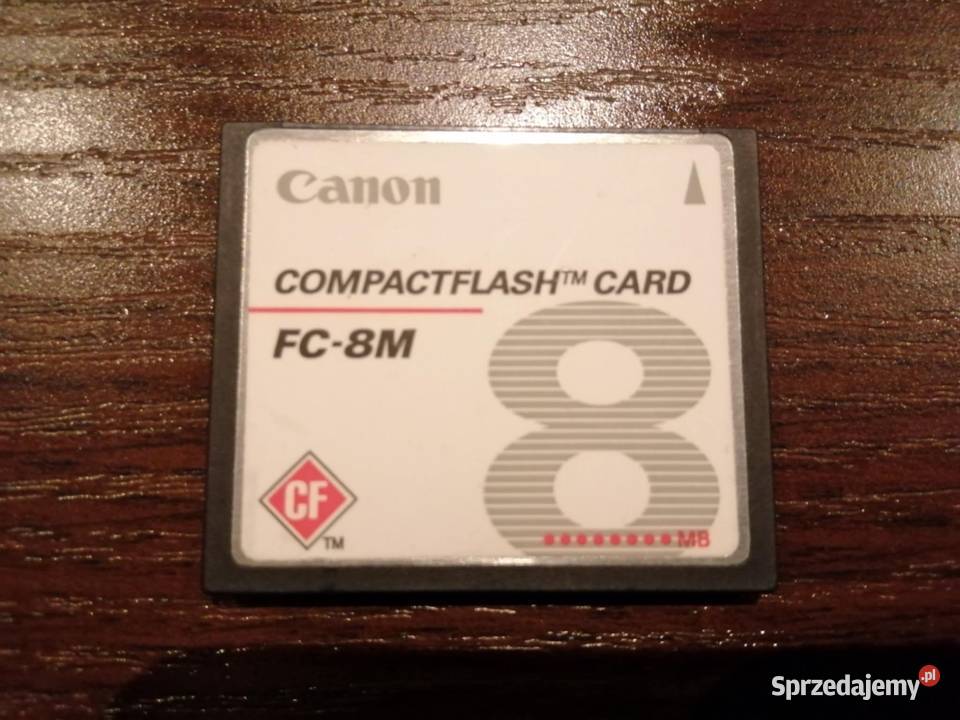 Canon
COMPACTFLASH™ CARD
FC-8M
8
CF
TM
MB
Sprzedajemy.pl